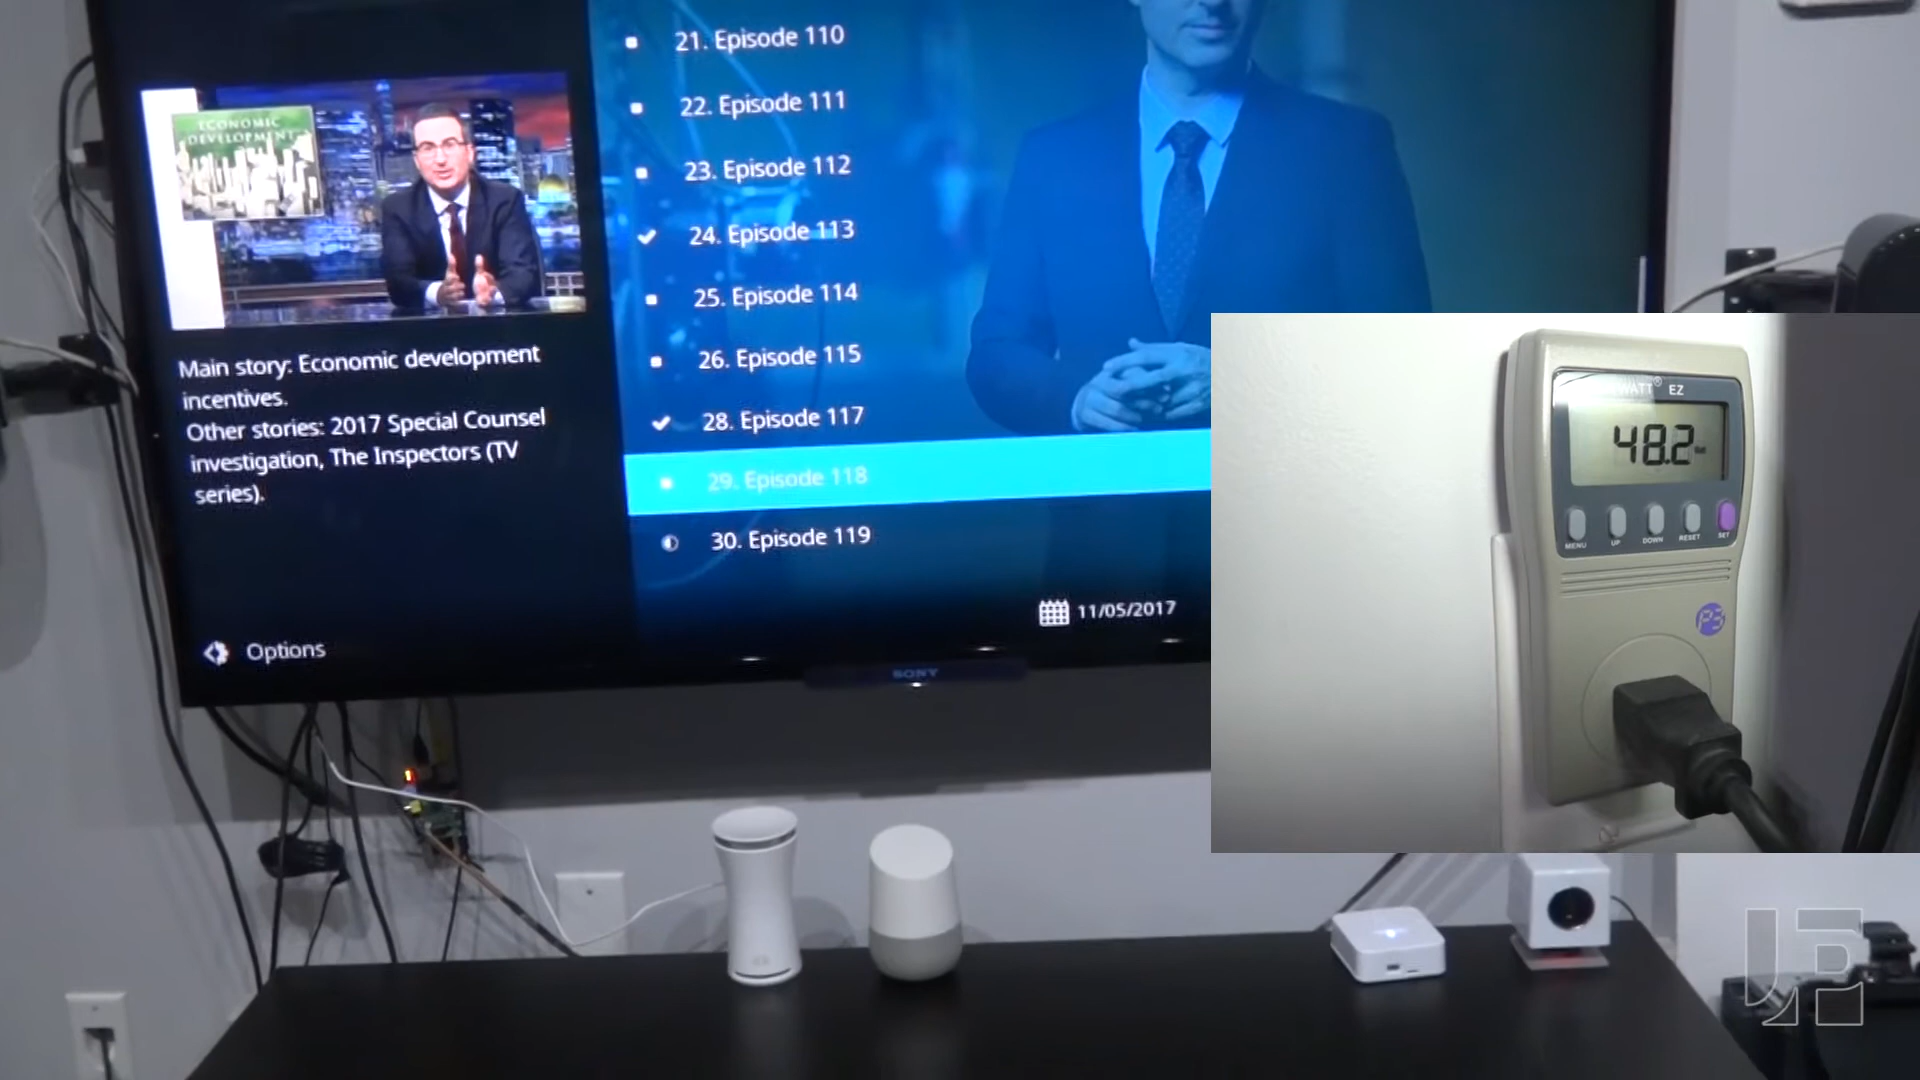 ECONOMIC
DEVELOPMENT
Main story: Economic development
incentives.
Other stories: 2017 Special Counsel
investigation, The Inspectors (TV
series).
Options
21. Episode 110
22. Episode 111
23. Episode 112
24. Episode 113
25. Episode 114
26. Episode 115
28. Episode 117
29. Episode 118
30. Episode 119
11/05/2017
SONY
WATT® EZ
48.2
MENU UP DOWN RESET SET
P3